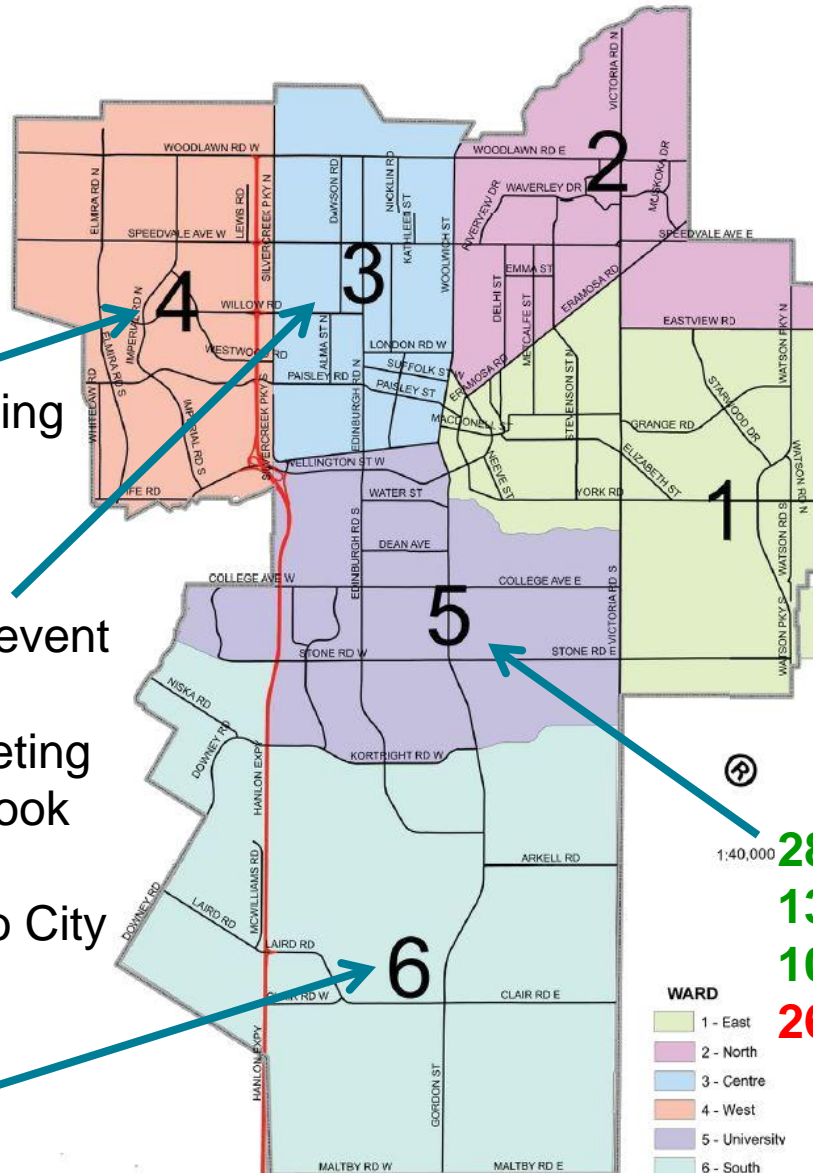 VICTORIA RD N
WOODLAWN RD W
WOODLAWN RD E
2
ELMIRA RD N
LEWIS RD
SILVERCREEK PKY N
DAWSON RD
NICKLIN RD
KATHLEEN ST
WOOLWICH ST
RIVERVIEW DR
WAVERLEY DR
MUSKOKA DR
SPEEDVALE AVE W
SPEEDVALE AVE E
3
EMMA ST
ERAMOSA RD
DELHI ST
METCALFE ST
4
IMPERIAL RD N
WILLOW RD
EASTVIEW RD
WATSON PKY N
ELMIRA RD S
WESTWOOD RD
ALMA ST N
LONDON RD W
SUFFOLK ST
ERAMOSA RD
STEVENSON ST N
STARWOOD DR
WHITELAW RD
PAISLEY RD
PAISLEY ST
EDINBURGH RD N
ERAMOSA RD
MACDONELL ST
GRANGE RD
ing
IMPERIAL RD S
SILVERCREEK PKY S
WELLINGTON ST W
NEEVE ST
ELIZABETH ST
WATSON RD N
IFE RD
WATER ST
YORK RD
1
DEAN AVE
WATSON RD S
COLLEGE AVE W
EDINBURGH RD S
COLLEGE AVE E
VICTORIA RD S
5
WATSON PKY S
event
STONE RD W
STONE RD E
NISKA RD
DOWNEY RD
KORTRIGHT RD W
eting
HANLON EXPY
R
ook
1:40,000
28
ARKELL RD
MCWILLIAMS RD
13
DOWNEY RD
LAIRD RD
o City
LAIRD RD
6
10
CLAIR RD W
CLAIR RD E
WARD
1 - East
26
2 - North
3 - Centre
HANLON EXPY
GORDON ST
4 - West
5 - University
MALTBY RD W
MALTBY RD E
6 - South